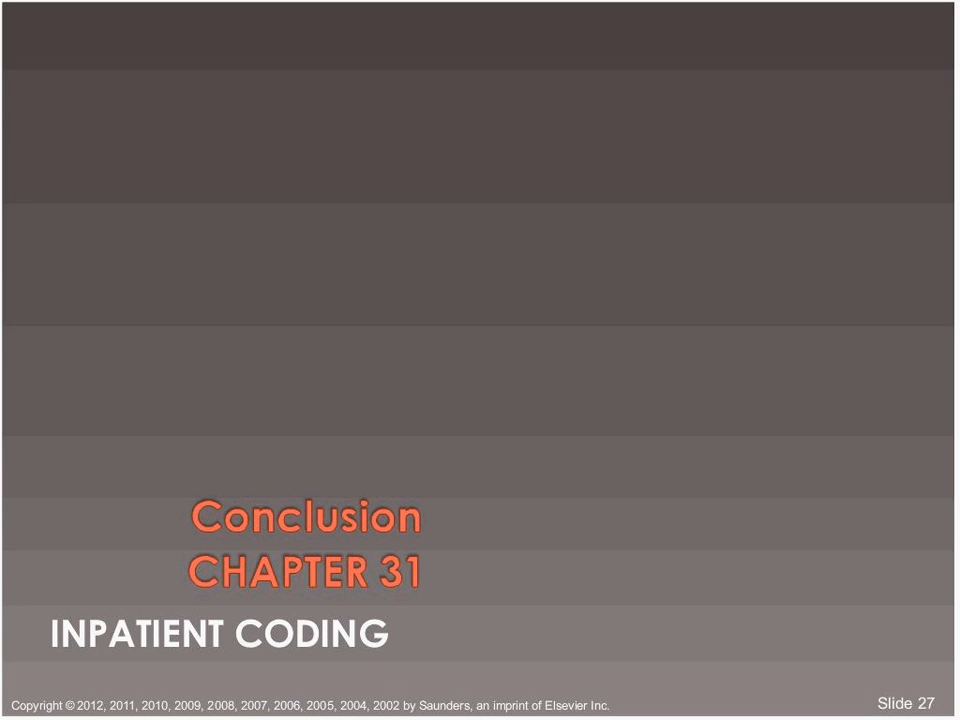 Conclusion
CHAPTER 31
INPATIENT CODING
Copyright © 2012, 2011, 2010, 2009, 2008, 2007, 2006, 2005, 2004, 2002 by Saunders, an imprint of Elsevier Inc.
Slide 27